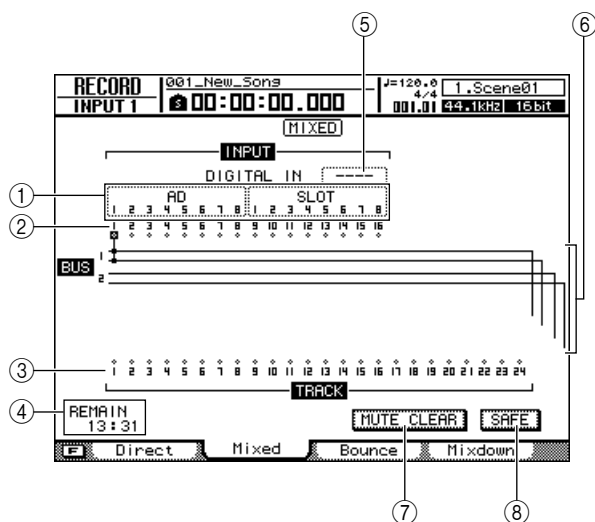 ⑤ ⑥
RECORD 001_New_Song ♩=120.0 4/4 1.Scene01
INPUT 1 S 00:00:00.000 001.01 44.1kHz 16bit
MIXED
INPUT
DIGITAL IN ----
① AD SLOT
1 2 3 4 5 6 7 8 1 2 3 4 5 6 7 8
② 1 2 3 4 5 6 7 8 9 10 11 12 13 14 15 16
BUS 1
2
③ 1 2 3 4 5 6 7 8 9 10 11 12 13 14 15 16 17 18 19 20 21 22 23 24
TRACK
④ REMAIN
13:31
MUTE CLEAR SAFE
F Direct Mixed Bounce Mixdown
⑦ ⑧